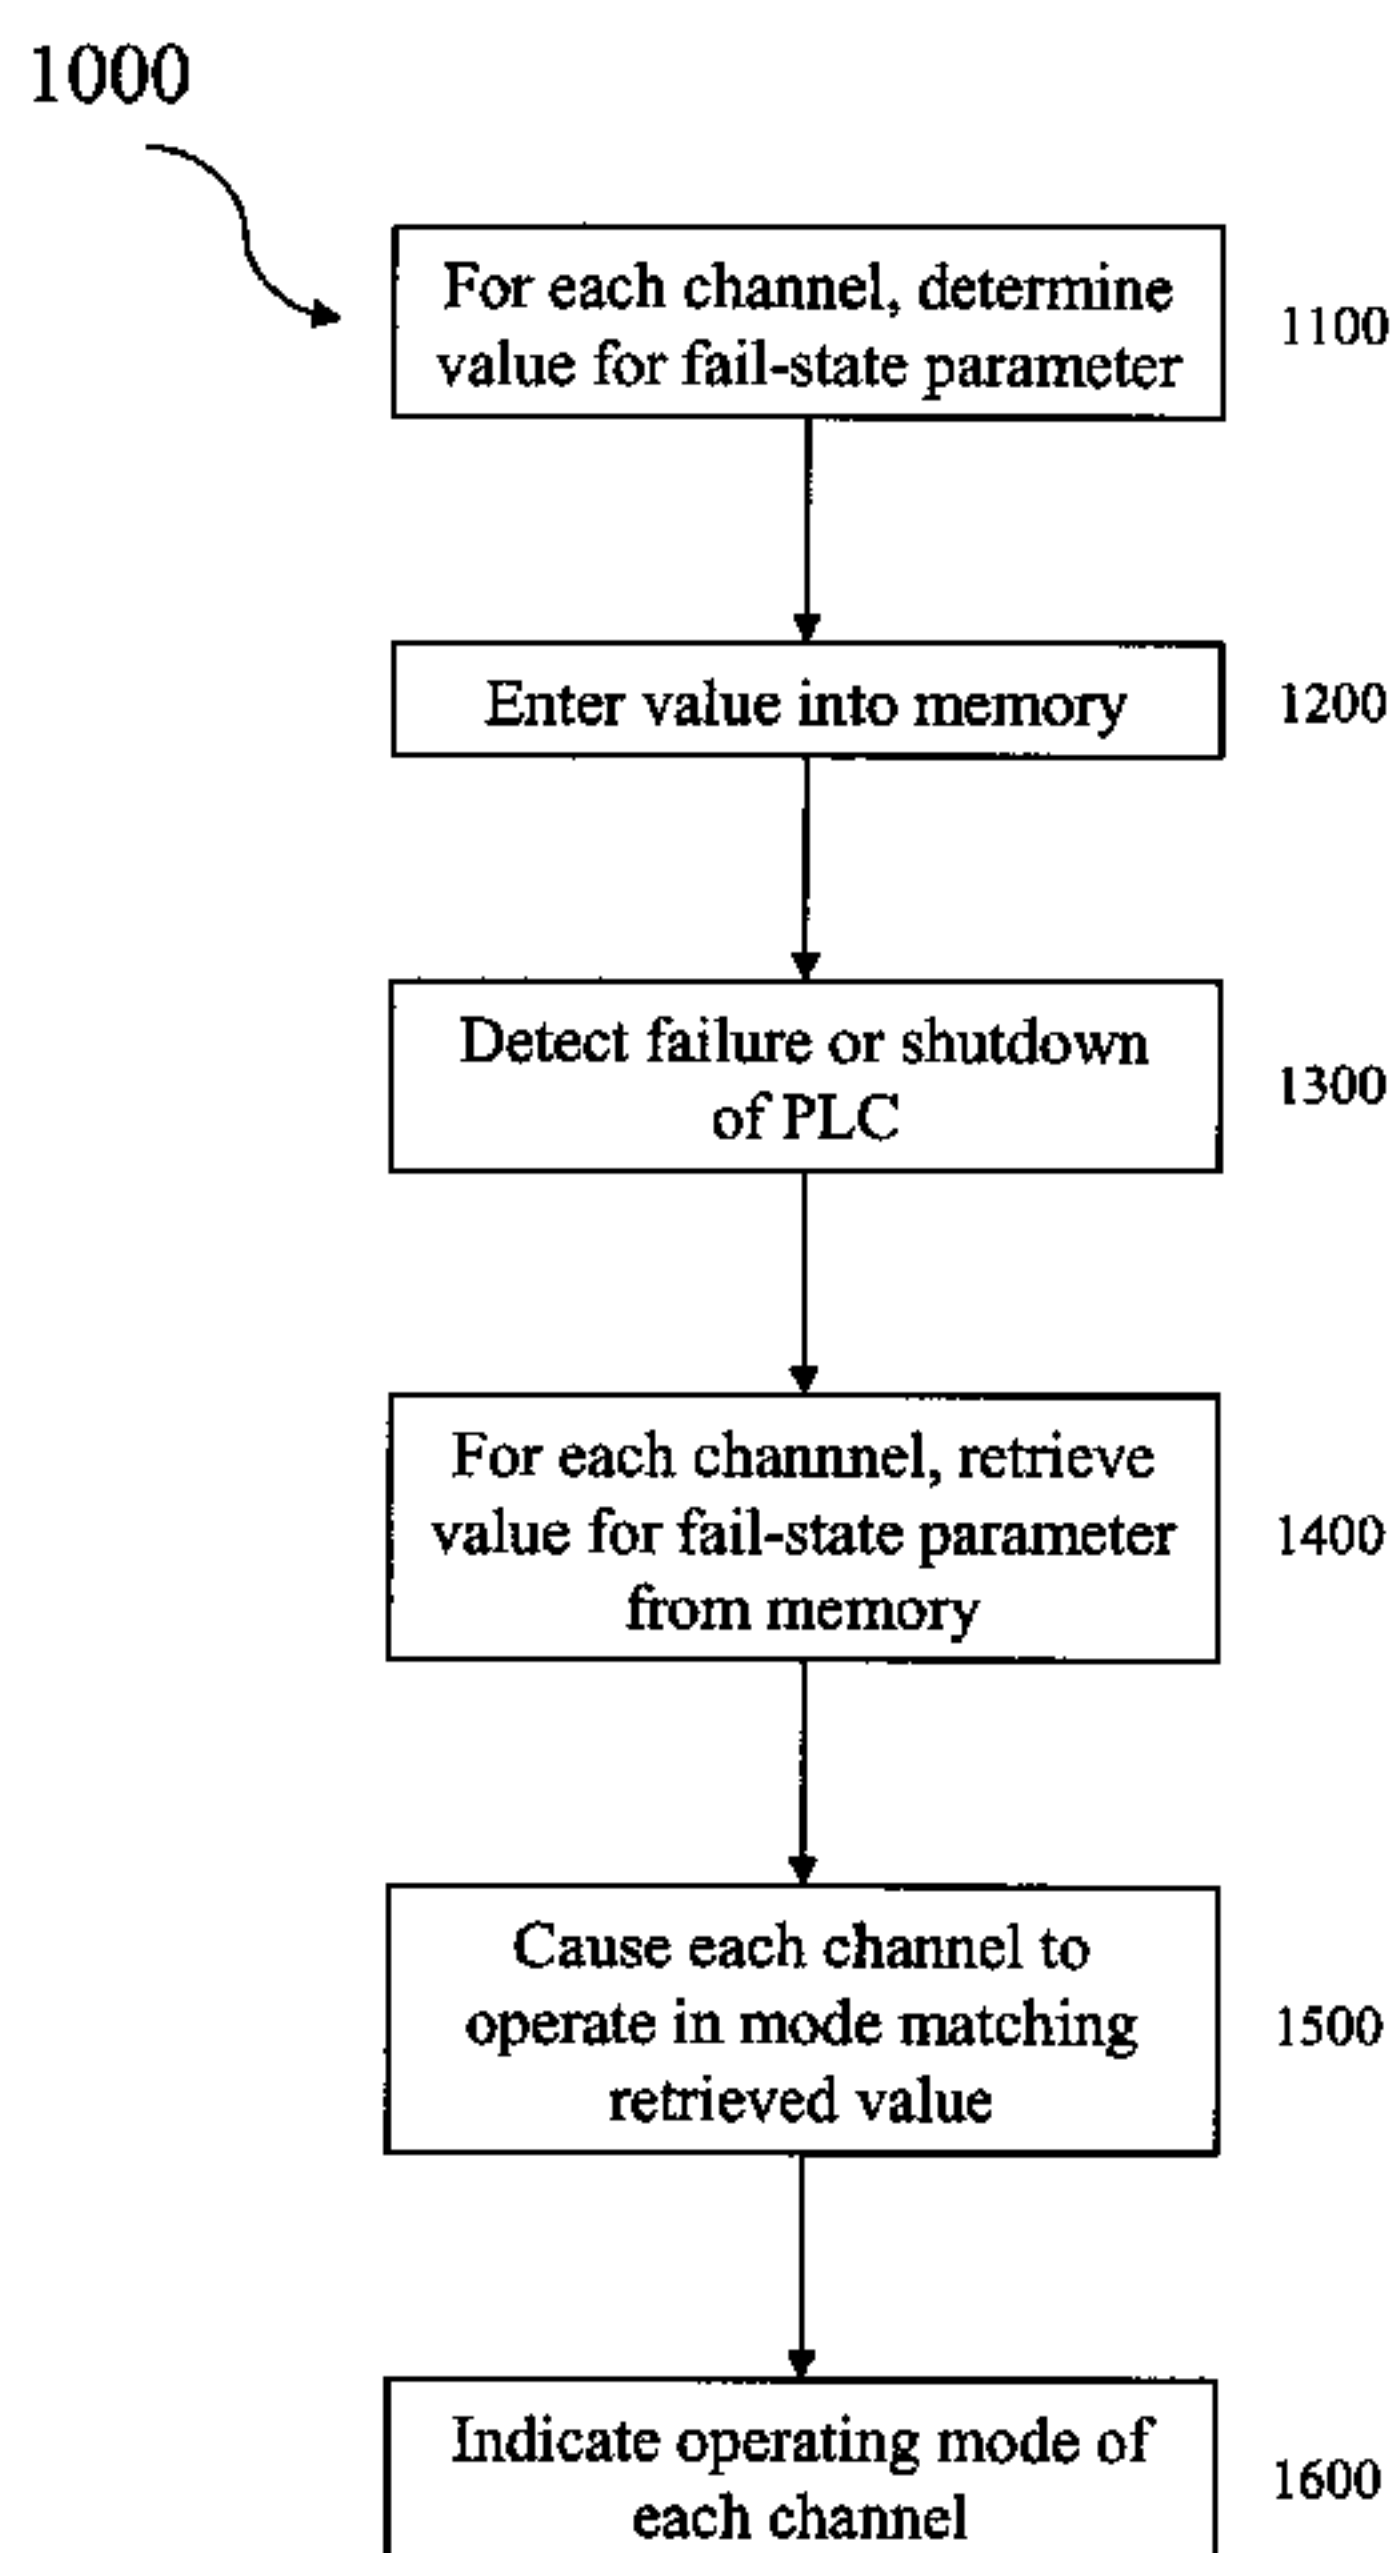 1000
For each channel, determine
value for fail-state parameter
1100
Enter value into memory
1200
Detect failure or shutdown
of PLC
1300
For each channnel, retrieve
value for fail-state parameter
from memory
1400
Cause each channel to
operate in mode matching
retrieved value
1500
Indicate operating mode of
each channel
1600